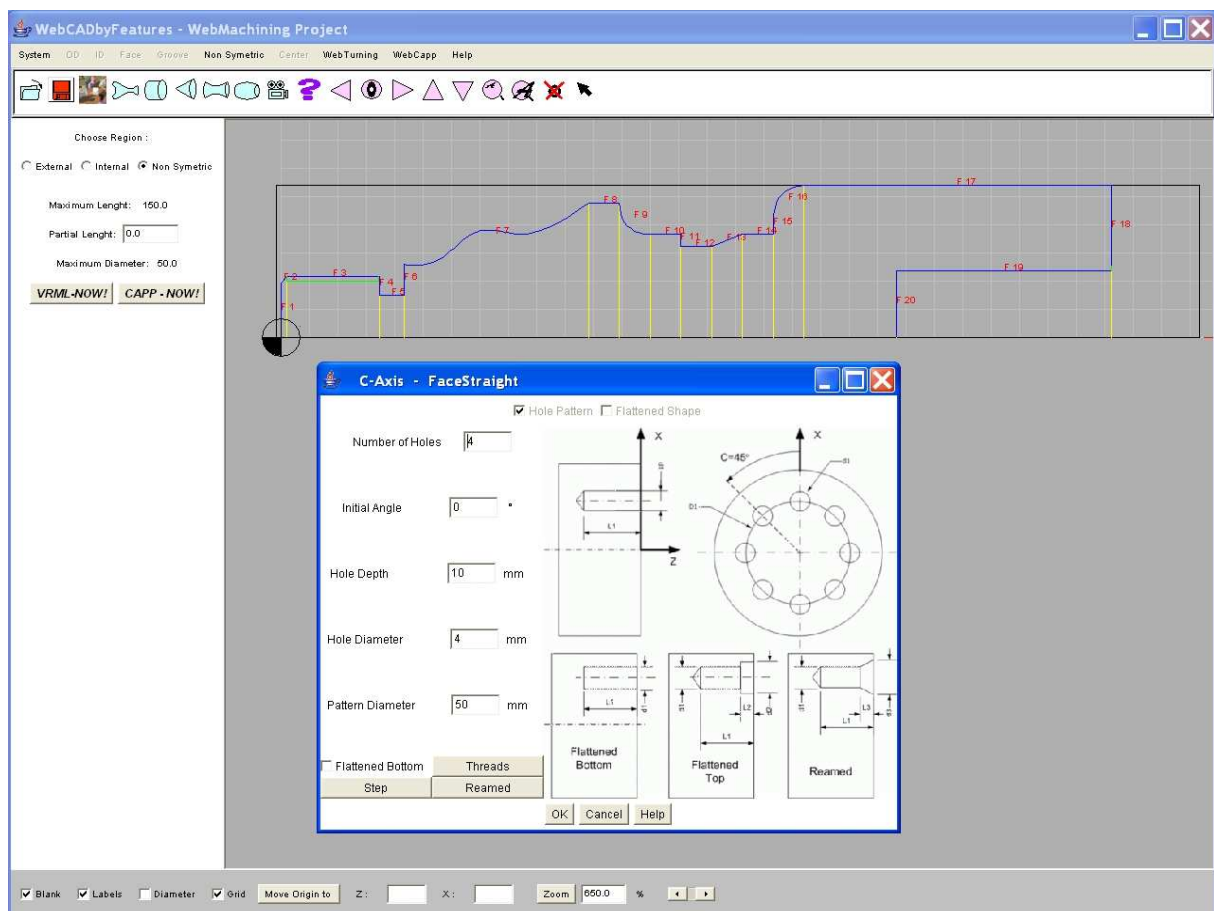 WebCADbyFeatures - WebMachining Project
System OD ID Face Groove Non Symetric Center WebTurning WebCapp Help
Choose Region :
External Internal Non Symetric
Maximum Lenght: 150.0
Partial Lenght: 0.0
Maximum Diameter: 50.0
VRML-NOW! CAPP - NOW!
F 1
F 2
F 3
F 4
F 5
F 6
F 7
F 8
F 9
F 10
F 11
F 12
F 13
F 14
F 15
F 16
F 17
F 18
F 19
F 20
C-Axis - FaceStraight
Hole Pattern Flattened Shape
Number of Holes 4
Initial Angle 0 °
Hole Depth 10 mm
Hole Diameter 4 mm
Pattern Diameter 50 mm
Flattened Bottom Threads
Step Reamed
X
L1
Z
X
C=45°
D1
L1
Flattened
Bottom
L2
L1
Flattened
Top
L3
L1
Reamed
OK Cancel Help
Blank Labels Diameter Grid Move Origin to Z : X : Zoom 650.0 %